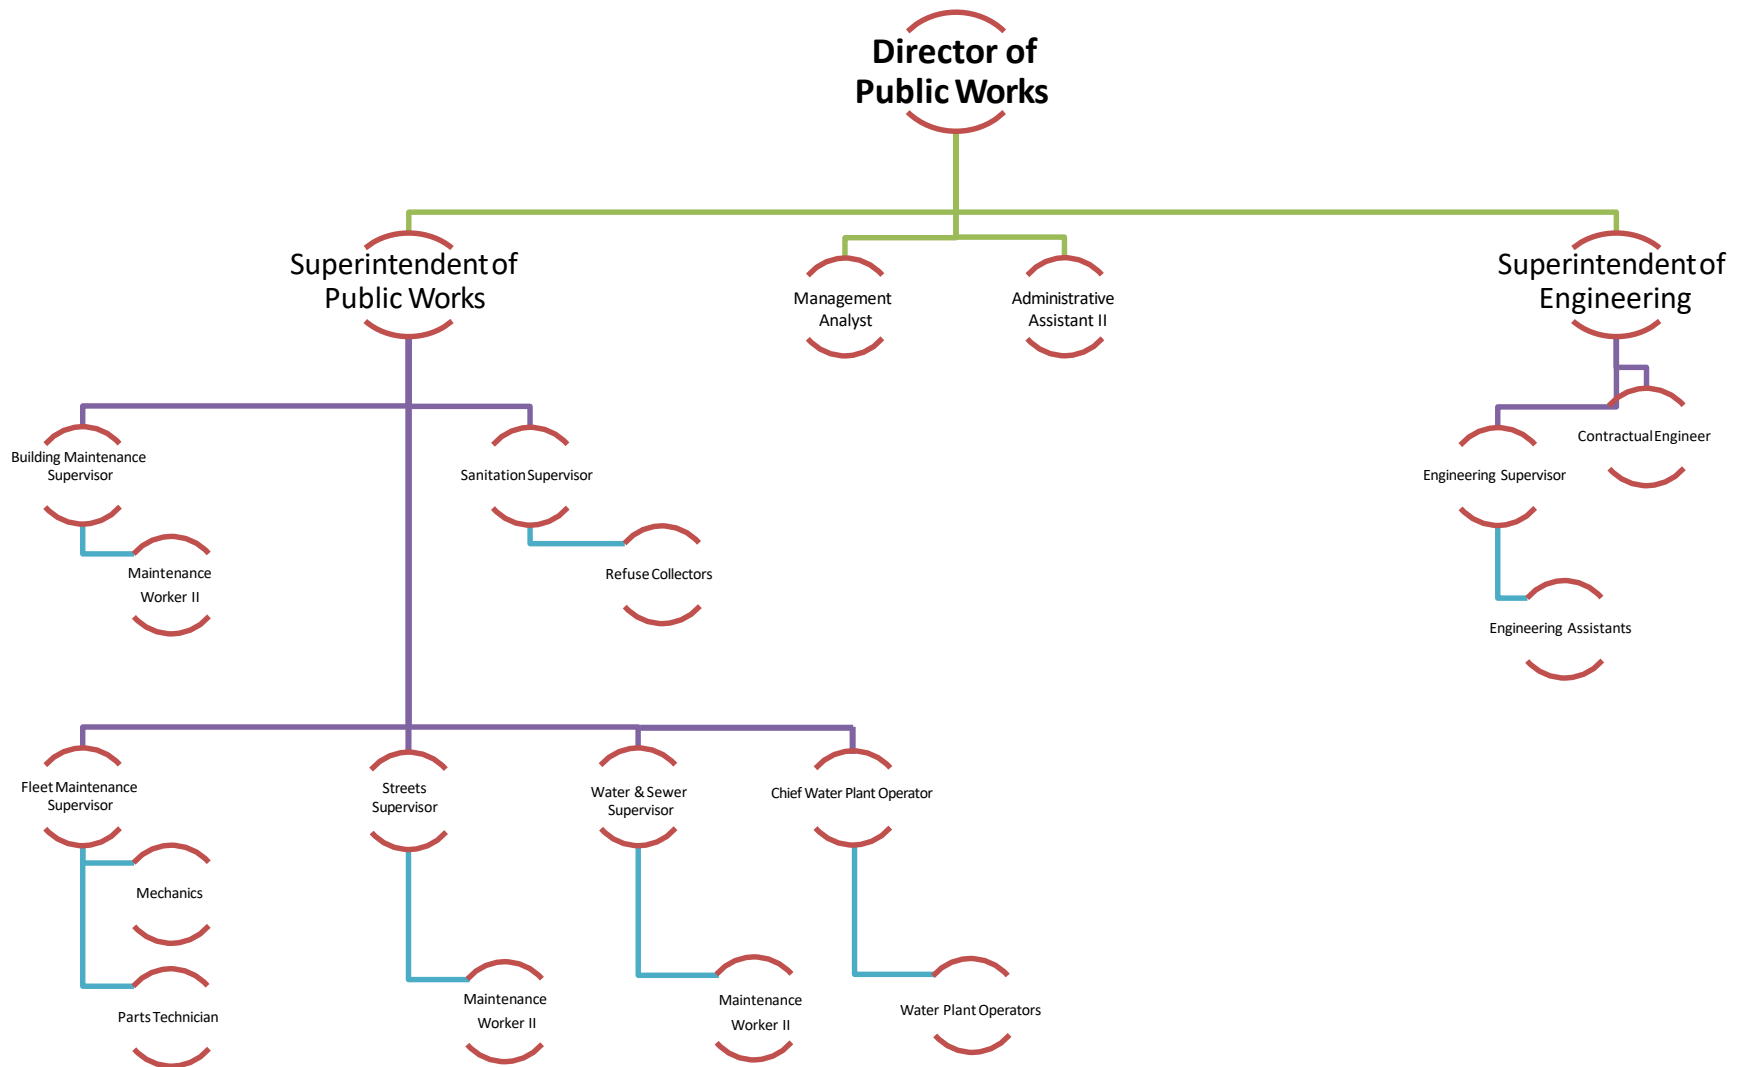 Director of
Public Works
Superintendent of
Public Works
Management
Analyst
Administrative
Assistant II
Superintendent of
Engineering
Building Maintenance
Supervisor
Sanitation Supervisor
Engineering Supervisor
Contractual Engineer
Maintenance
Worker II
Refuse Collectors
Engineering Assistants
Fleet Maintenance
Supervisor
Streets
Supervisor
Water & Sewer
Supervisor
Chief Water Plant Operator
Mechanics
Parts Technician
Maintenance
Worker II
Maintenance
Worker II
Water Plant Operators